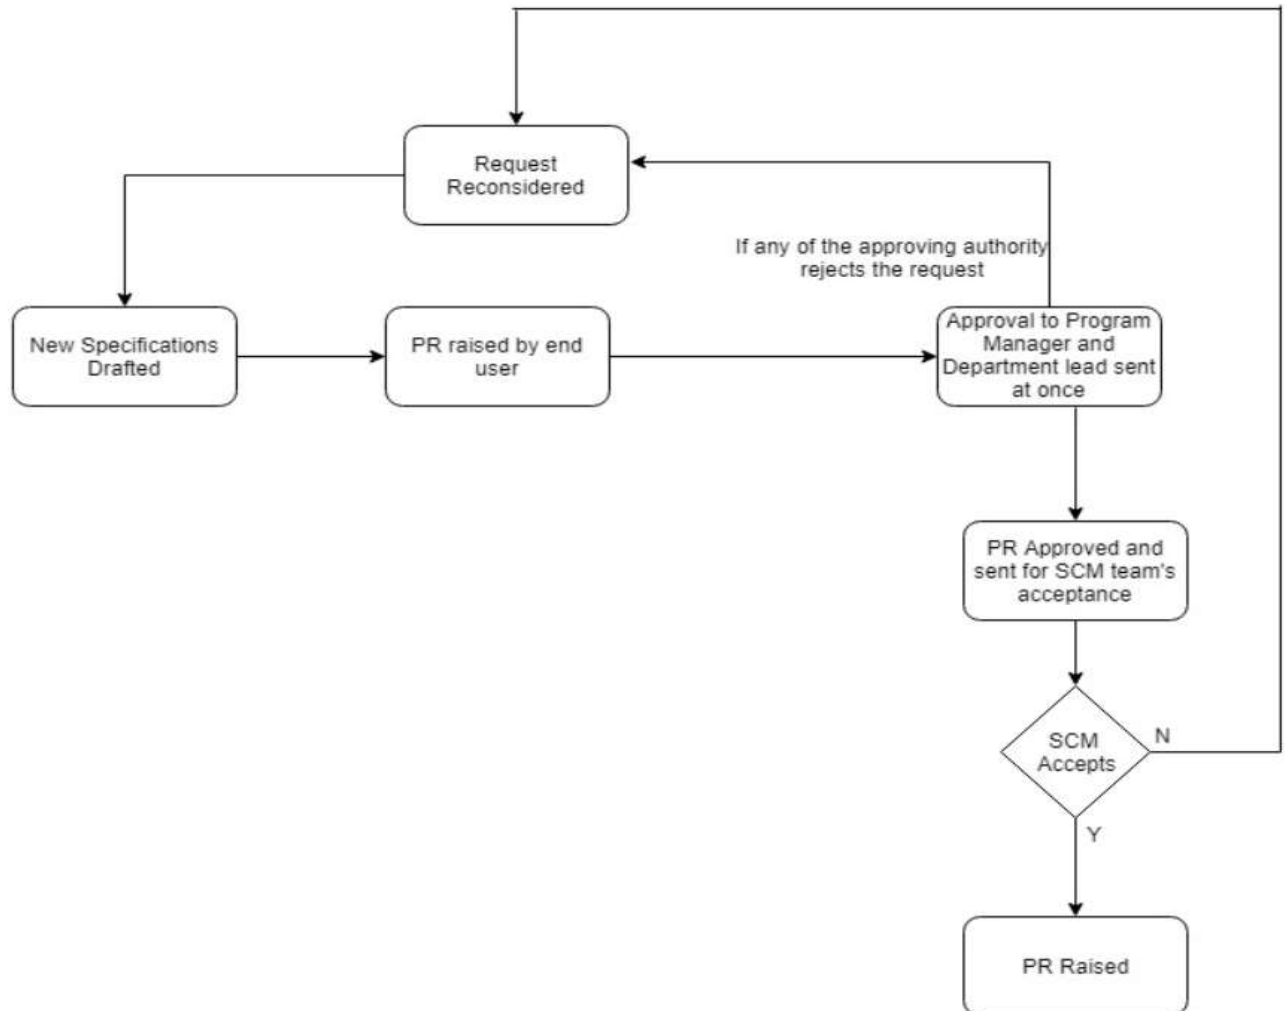 Request
Reconsidered
If any of the approving authority
rejects the request
New Specifications
Drafted
PR raised by end
user
Approval to Program
Manager and
Department lead sent
at once
PR Approved and
sent for SCM team's
acceptance
SCM
Accepts
N
Y
PR Raised